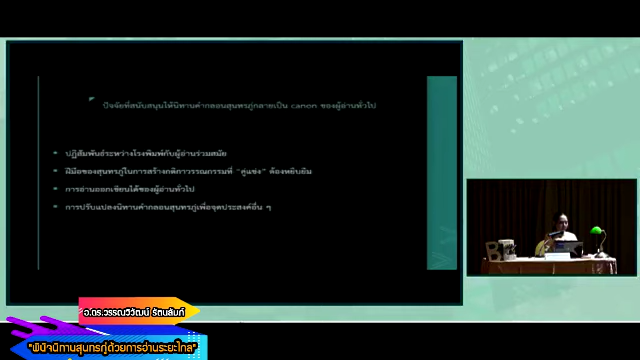 ปัจจัยที่สนับสนุนให้นิทานคำกลอนสุนทรภู่กลายเป็น canon ของผู้อ่านทั่วไป
ปฏิสัมพันธ์ระหว่างโรงพิมพ์กับผู้อ่านร่วมสมัย
ฝีมือของสุนทรภู่ในการสร้างกติกาวรรณกรรมที่ "คู่แข่ง" ต้องหยิบยืม
การอ่านออกเขียนได้ของผู้อ่านทั่วไป
การปรับแปลงนิทานคำกลอนสุนทรภู่เพื่อจุดประสงค์อื่น ๆ
อ.ดร.วรรณวิวัฒน์ รัตนลัมภ์
"พินิจนิทานสุนทรภู่ด้วยการอ่านระยะไกล"